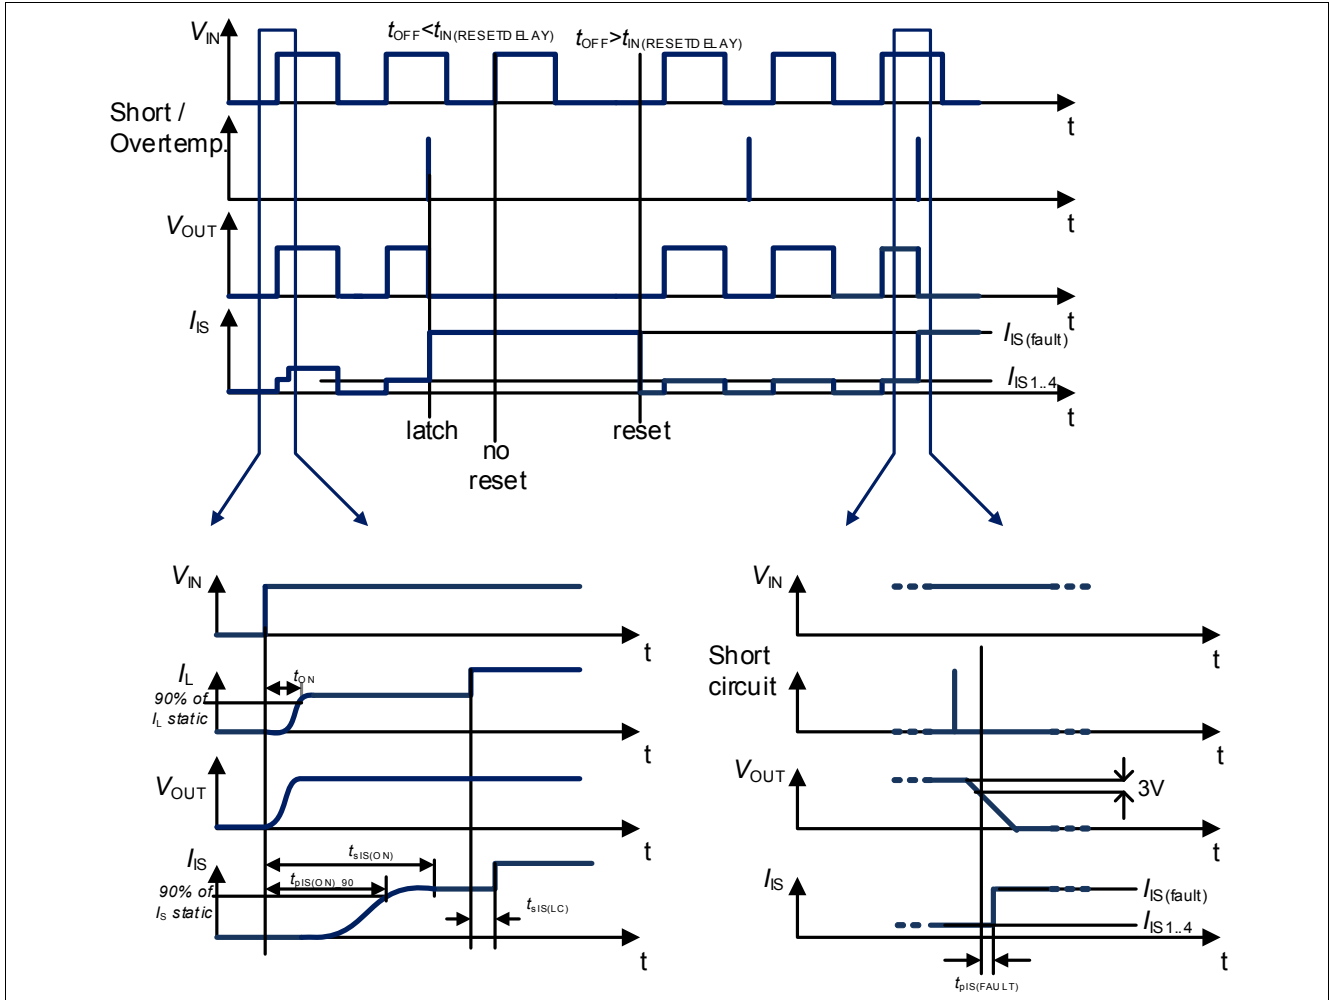 VIN
tOFF<tIN(RESETDELAY)
tOFF>tIN(RESETDELAY)
t
Short /
Overtemp.
t
VOUT
t
IIS
IIS(fault)
IIS1..4
t
latch
no
reset
reset
VIN
t
IL
tON
90% of
IL static
t
VOUT
t
IIS
tsIS(ON)
tpIS(ON)_90
90% of
IS static
tsIS(LC)
t
VIN
t
Short
circuit
t
VOUT
3V
t
IIS
IIS(fault)
IIS1..4
t
tpIS(FAULT)